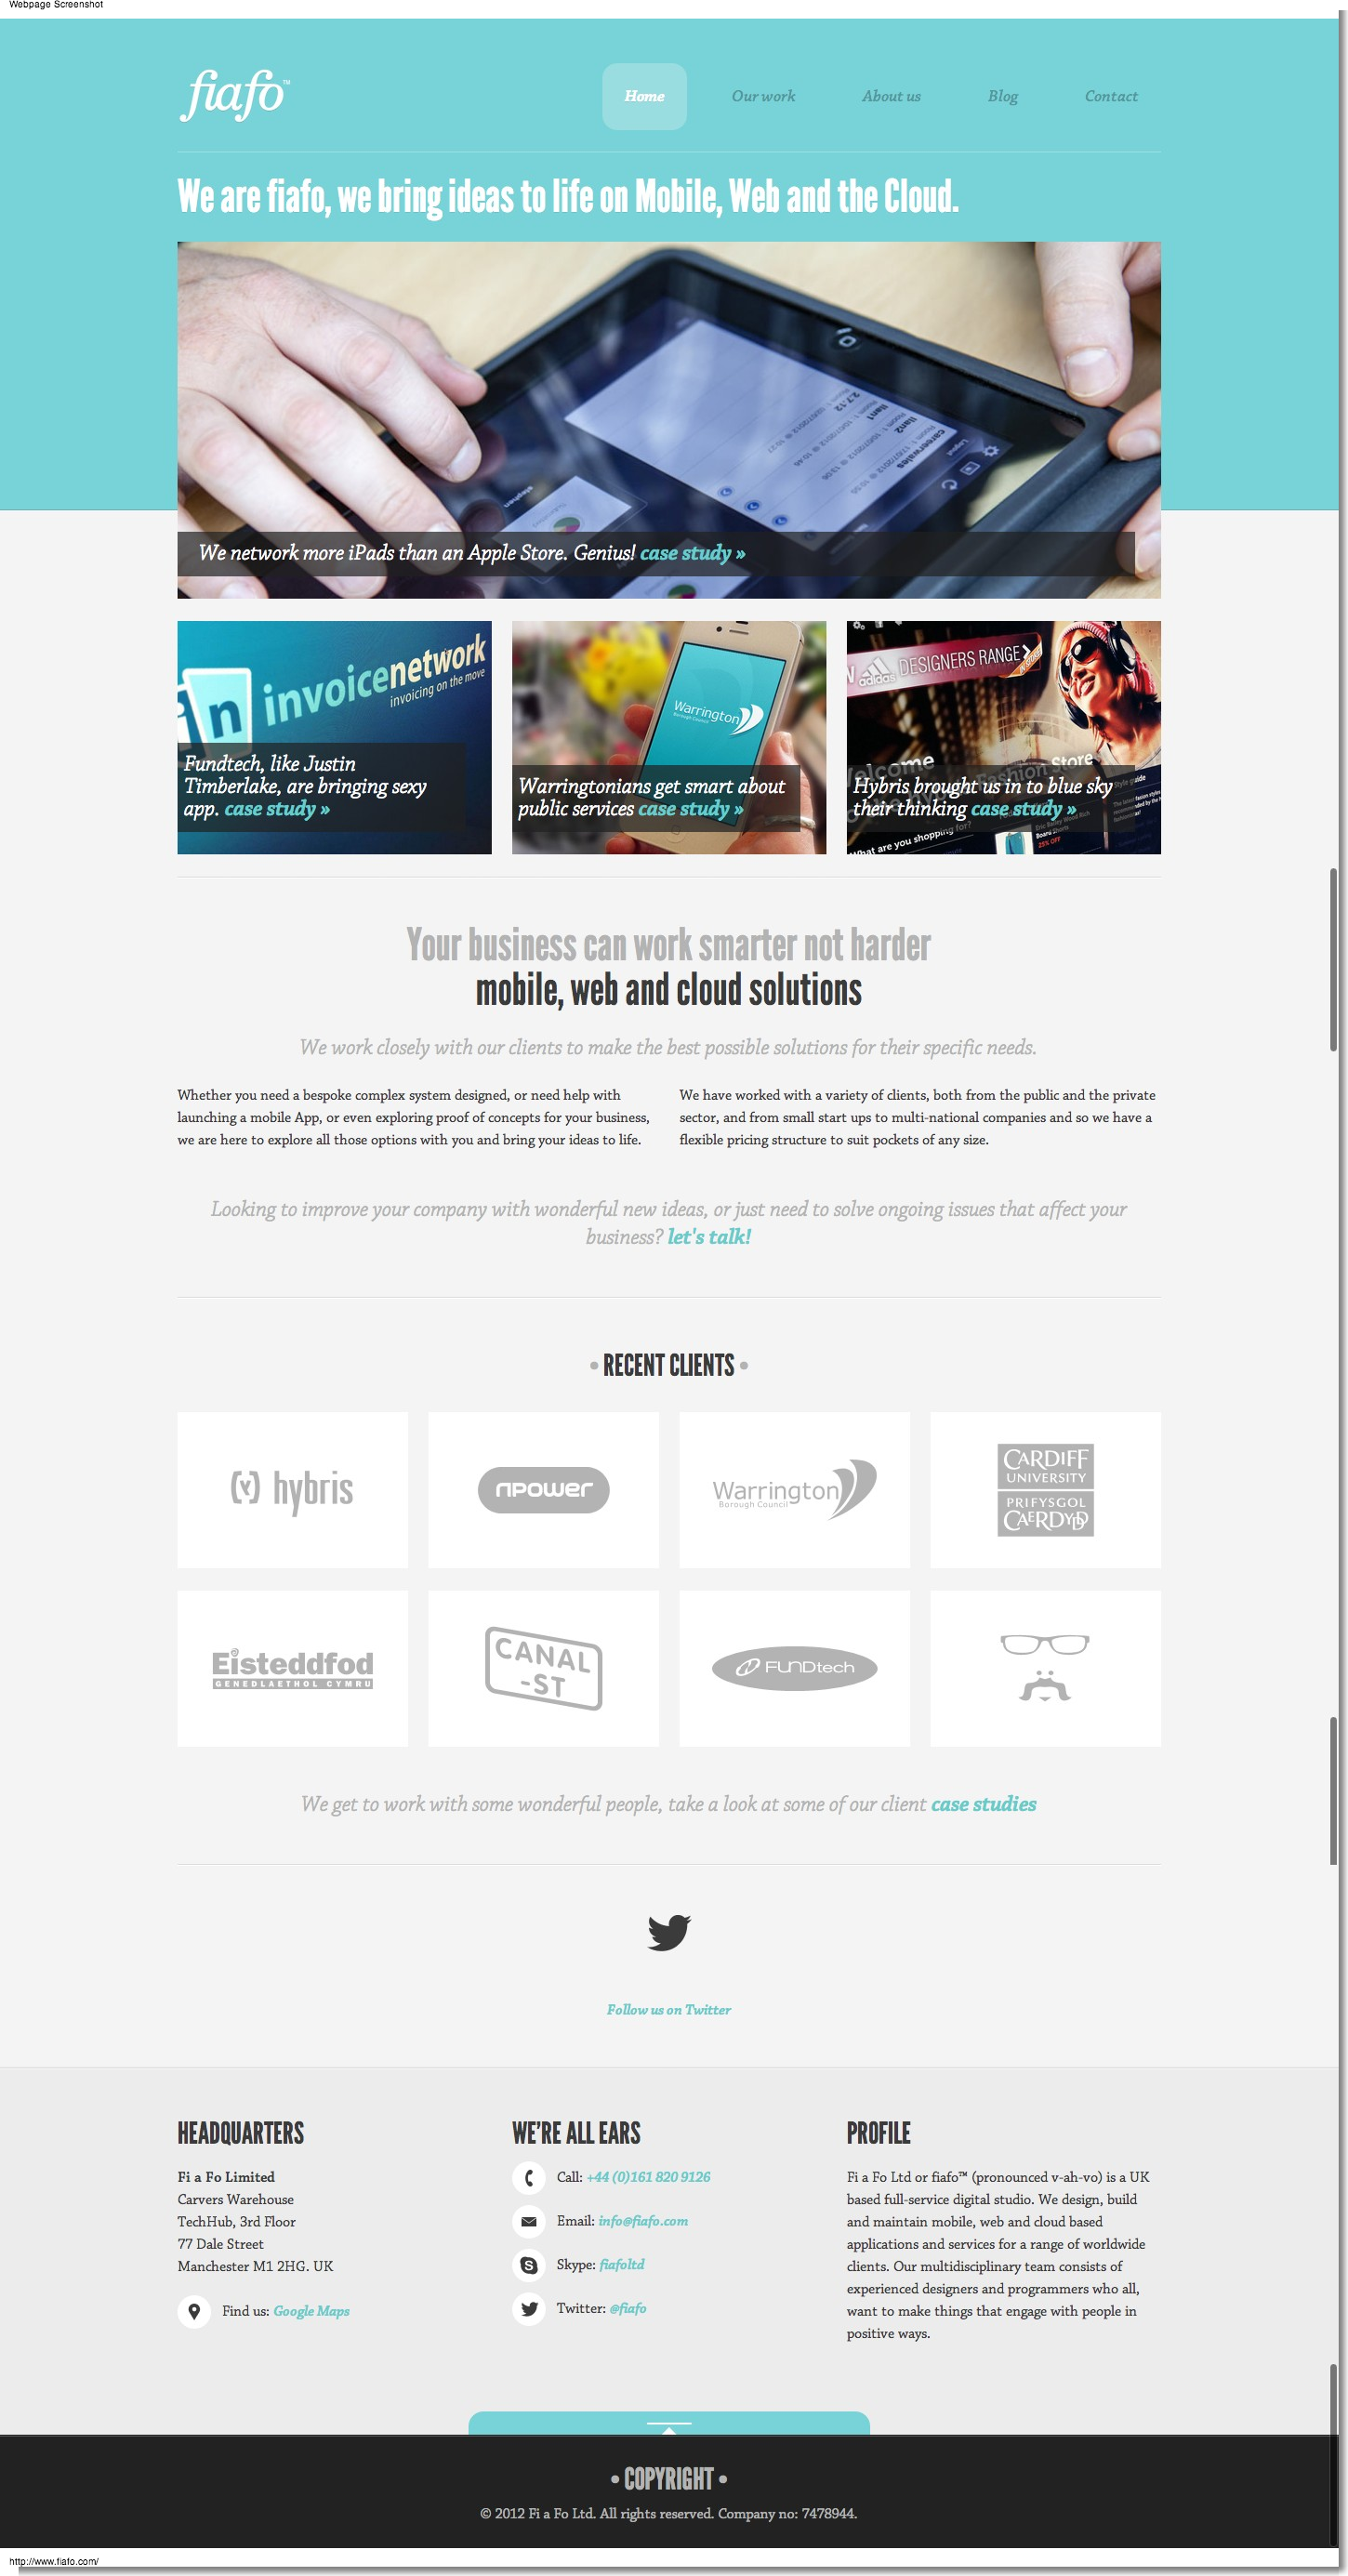 Webpage Screenshot
fiafo™
Home
Our work
About us
Blog
Contact
We are fiafo, we bring ideas to life on Mobile, Web and the Cloud.
We network more iPads than an Apple Store. Genius! case study »
in invoicenetwork
invoicing on the move
Fundtech, like Justin
Timberlake, are bringing sexy
app. case study »
Warrington
Borough Council
Warringtonians get smart about
public services case study »
adidas DESIGNERS RANGE
Hybris brought us in to blue sky
their thinking case study »
What are you shopping for?
25% OFF
Your business can work smarter not harder
mobile, web and cloud solutions
We work closely with our clients to make the best possible solutions for their specific needs.
Whether you need a bespoke complex system designed, or need help with
launching a mobile App, or even exploring proof of concepts for your business,
we are here to explore all those options with you and bring your ideas to life.
We have worked with a variety of clients, both from the public and the private
sector, and from small start ups to multi-national companies and so we have a
flexible pricing structure to suit pockets of any size.
Looking to improve your company with wonderful new ideas, or just need to solve ongoing issues that affect your
business? let's talk!
• RECENT CLIENTS •
hybris
npower
Warrington
Borough Council
CARDIFF
UNIVERSITY
PRIFYSGOL
CAERDYDD
Eisteddfod
GENEDLAETHOL CYMRU
CANAL
-ST
FUNDtech
We get to work with some wonderful people, take a look at some of our client case studies
Follow us on Twitter
HEADQUARTERS
Fi a Fo Limited
Carvers Warehouse
TechHub, 3rd Floor
77 Dale Street
Manchester M1 2HG. UK
Find us: Google Maps
WE'RE ALL EARS
Call: +44 (0)161 820 9126
Email: info@fiafo.com
Skype: fiafoltd
Twitter: @fiafo
PROFILE
Fi a Fo Ltd or fiafo™ (pronounced v-ah-vo) is a UK
based full-service digital studio. We design, build
and maintain mobile, web and cloud based
applications and services for a range of worldwide
clients. Our multidisciplinary team consists of
experienced designers and programmers who all,
want to make things that engage with people in
positive ways.
• COPYRIGHT •
© 2012 Fi a Fo Ltd. All rights reserved. Company no: 7478944.
http://www.fiafo.com/